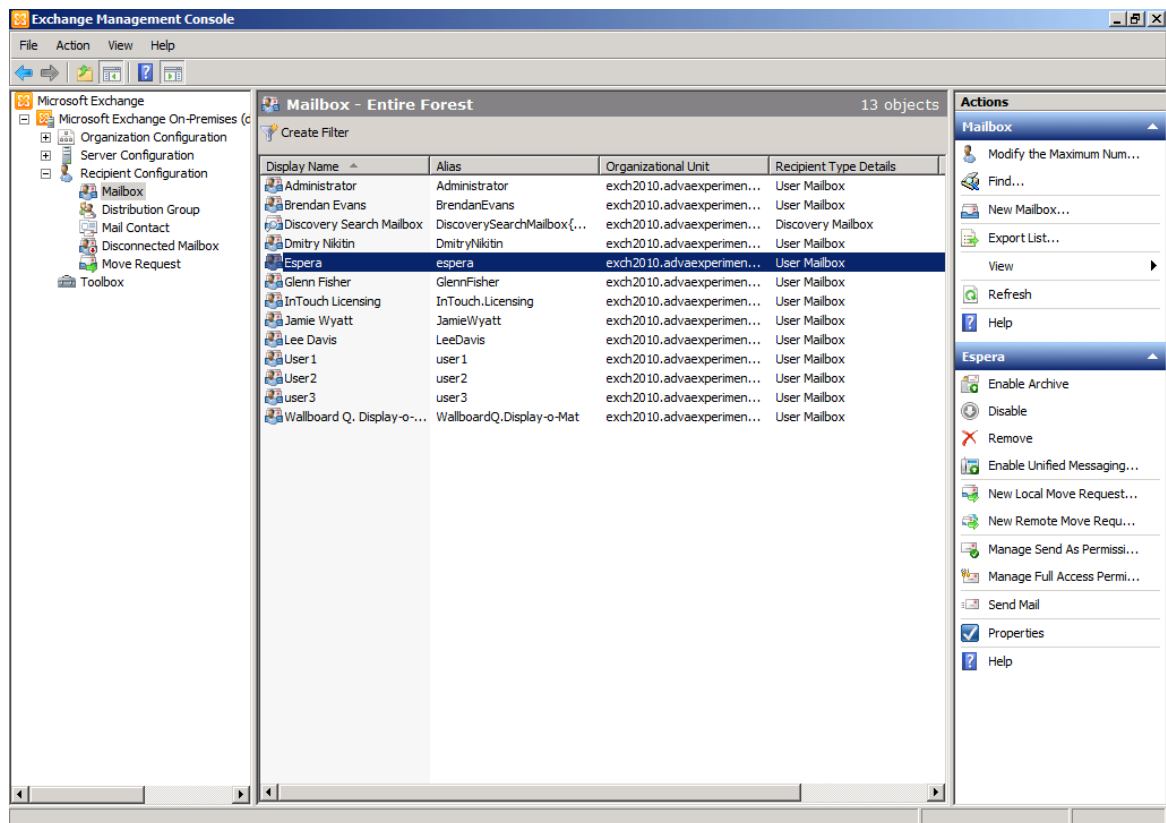 Exchange Management Console
File Action View Help
Microsoft Exchange
Microsoft Exchange On-Premises (c
Organization Configuration
Server Configuration
Recipient Configuration
Mailbox
Distribution Group
Mail Contact
Disconnected Mailbox
Move Request
Toolbox
Mailbox - Entire Forest 13 objects
Create Filter
Display Name Alias Organizational Unit Recipient Type Details
Administrator Administrator exch2010.advaexperimen... User Mailbox
Brendan Evans BrendanEvans exch2010.advaexperimen... User Mailbox
Discovery Search Mailbox DiscoverySearchMailbox{... exch2010.advaexperimen... Discovery Mailbox
Dmitry Nikitin DmitryNikitin exch2010.advaexperimen... User Mailbox
Espera espera exch2010.advaexperimen... User Mailbox
Glenn Fisher GlennFisher exch2010.advaexperimen... User Mailbox
InTouch Licensing InTouch.Licensing exch2010.advaexperimen... User Mailbox
Jamie Wyatt JamieWyatt exch2010.advaexperimen... User Mailbox
Lee Davis LeeDavis exch2010.advaexperimen... User Mailbox
User1 user1 exch2010.advaexperimen... User Mailbox
User2 user2 exch2010.advaexperimen... User Mailbox
user3 user3 exch2010.advaexperimen... User Mailbox
Wallboard Q. Display-o-... WallboardQ.Display-o-Mat exch2010.advaexperimen... User Mailbox
Actions
Mailbox
Modify the Maximum Num...
Find...
New Mailbox...
Export List...
View
Refresh
Help
Espera
Enable Archive
Disable
Remove
Enable Unified Messaging...
New Local Move Request...
New Remote Move Requ...
Manage Send As Permissi...
Manage Full Access Permi...
Send Mail
Properties
Help